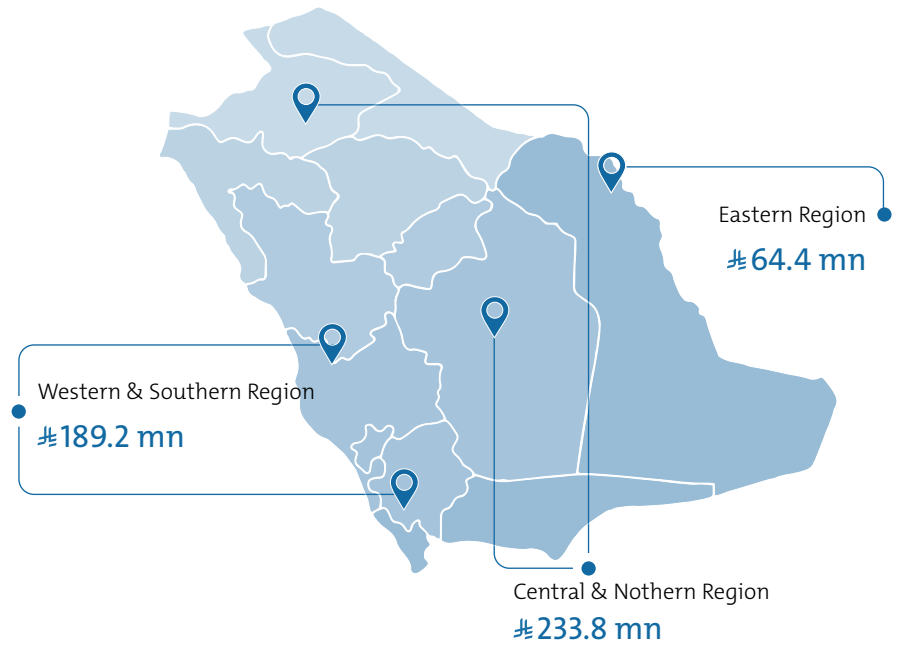 Eastern Region
⃁ 64.4 mn
Western & Southern Region
⃁ 189.2 mn
Central & Nothern Region
⃁ 233.8 mn